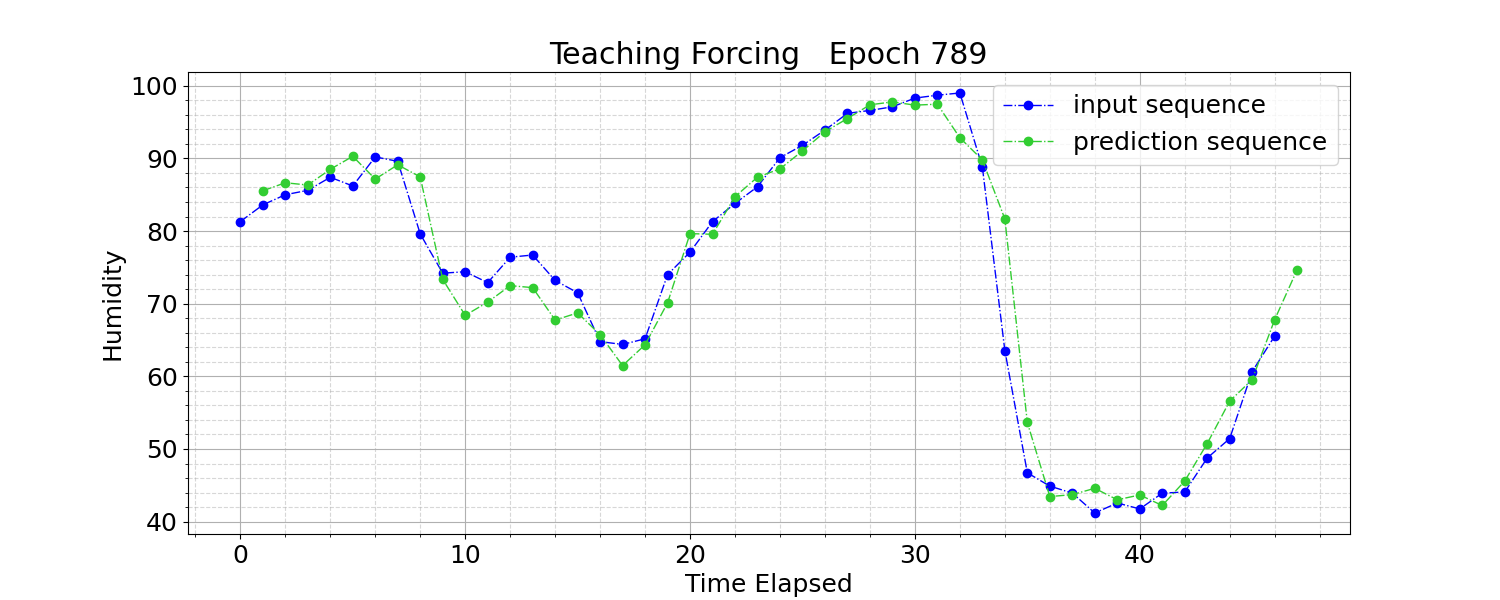 Teaching Forcing   Epoch 789
100
90
80
70
60
50
40
Humidity
input sequence
prediction sequence
0 10 20 30 40
Time Elapsed